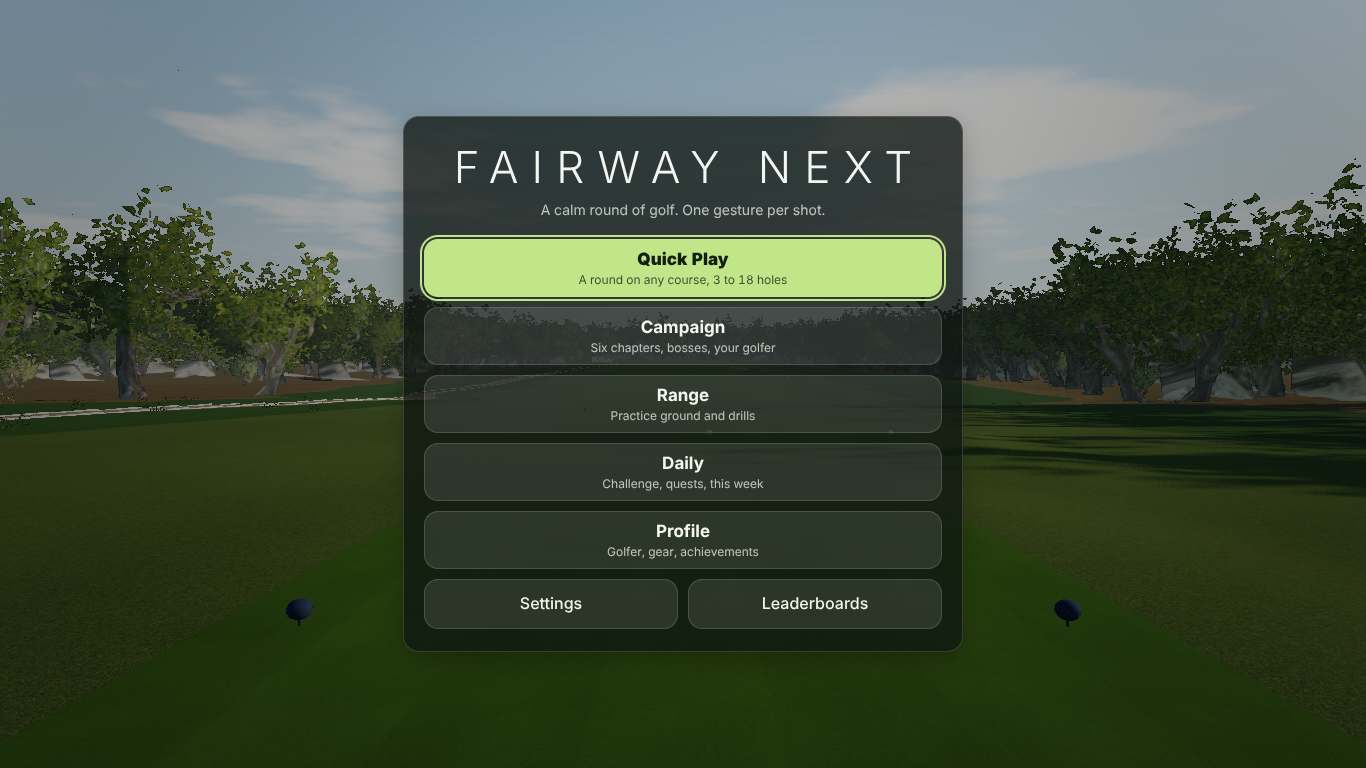 FAIRWAY NEXT
A calm round of golf. One gesture per shot.
Quick Play
A round on any course, 3 to 18 holes
Campaign
Six chapters, bosses, your golfer
Range
Practice ground and drills
Daily
Challenge, quests, this week
Profile
Golfer, gear, achievements
Settings
Leaderboards